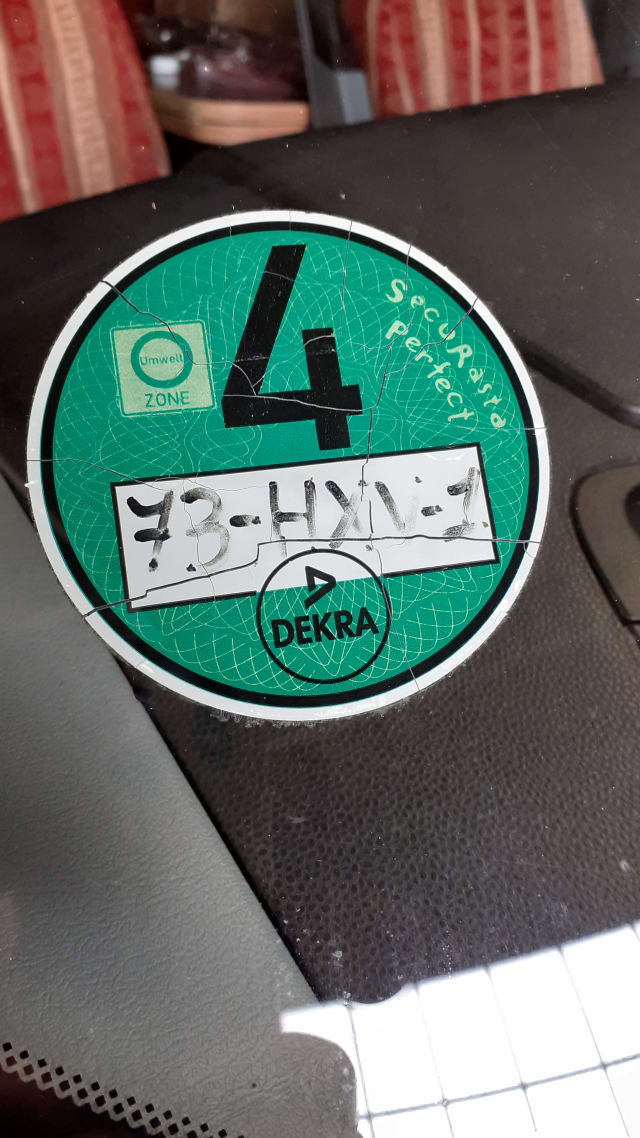 4
SecuRasta
Perfect
Umwelt
ZONE
73-HXV-1
DEKRA